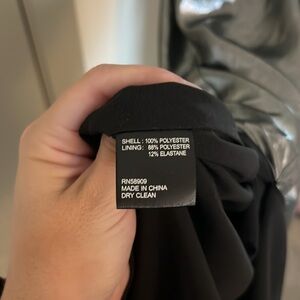 SHELL : 100% POLYESTER
LINING : 88% POLYESTER
12% ELASTANE
RN58909
MADE IN CHINA
DRY CLEAN